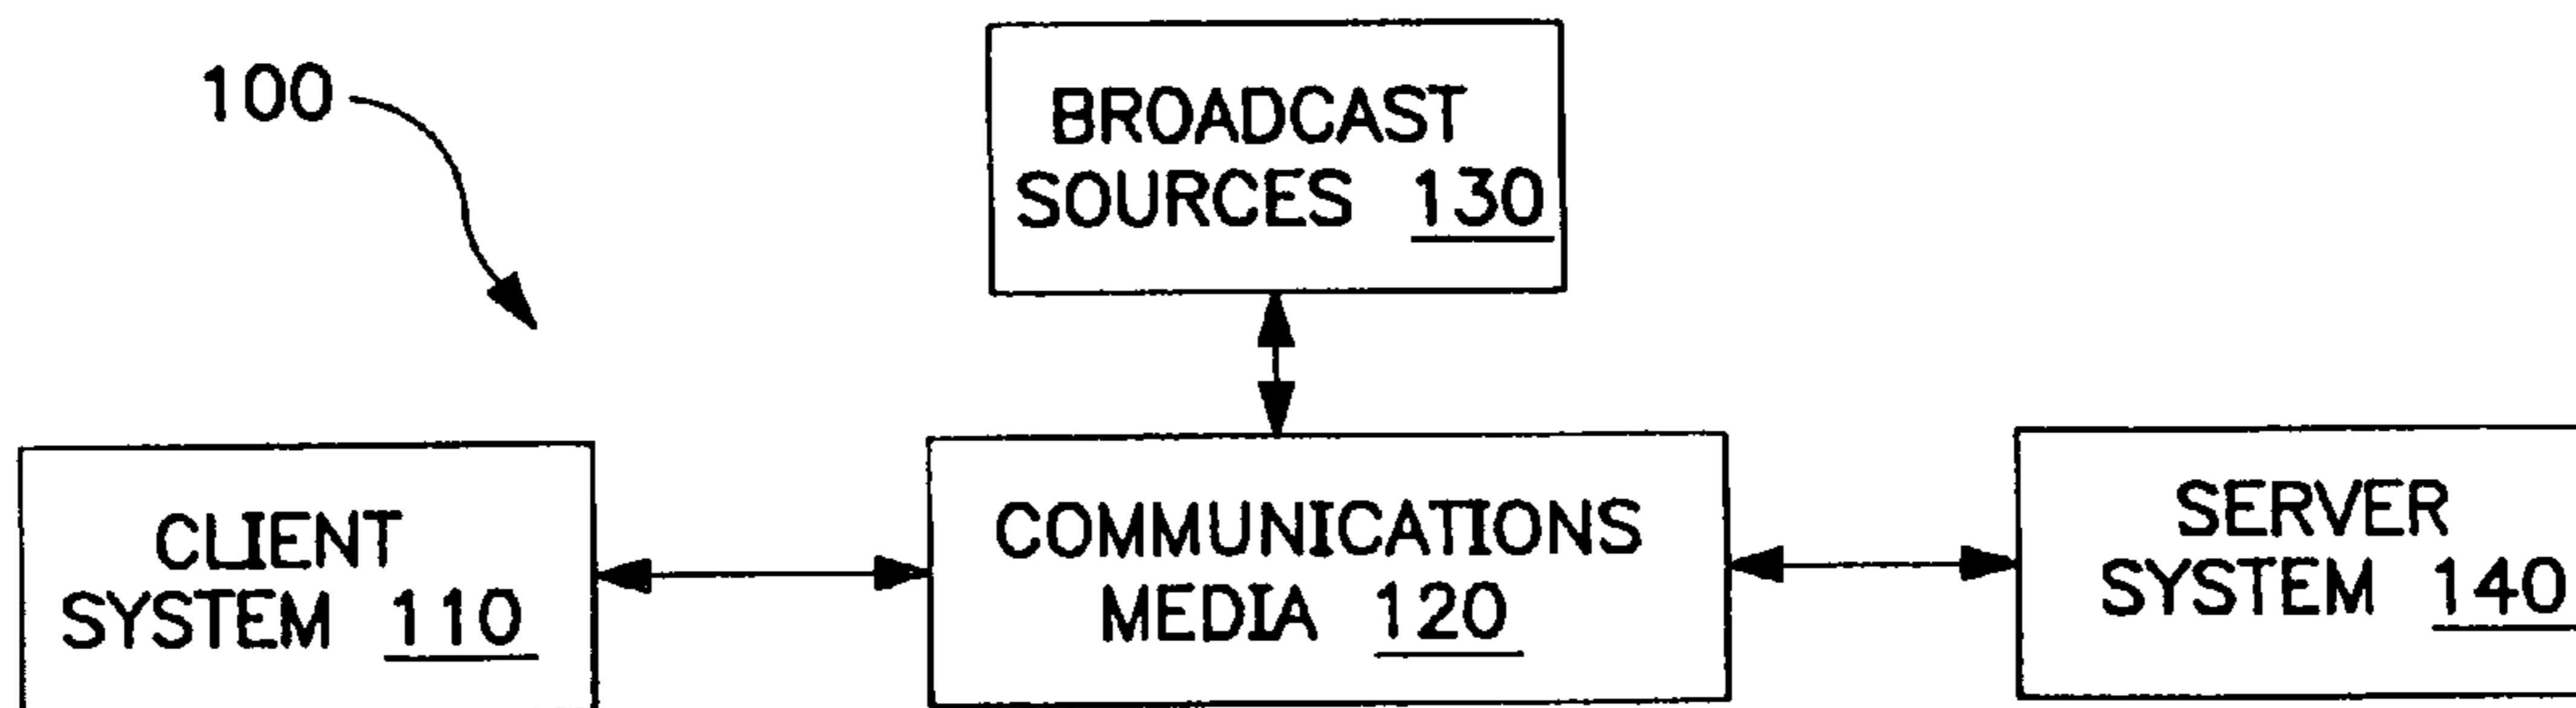 100
BROADCAST
SOURCES 130
CLIENT
SYSTEM 110
COMMUNICATIONS
MEDIA 120
SERVER
SYSTEM 140